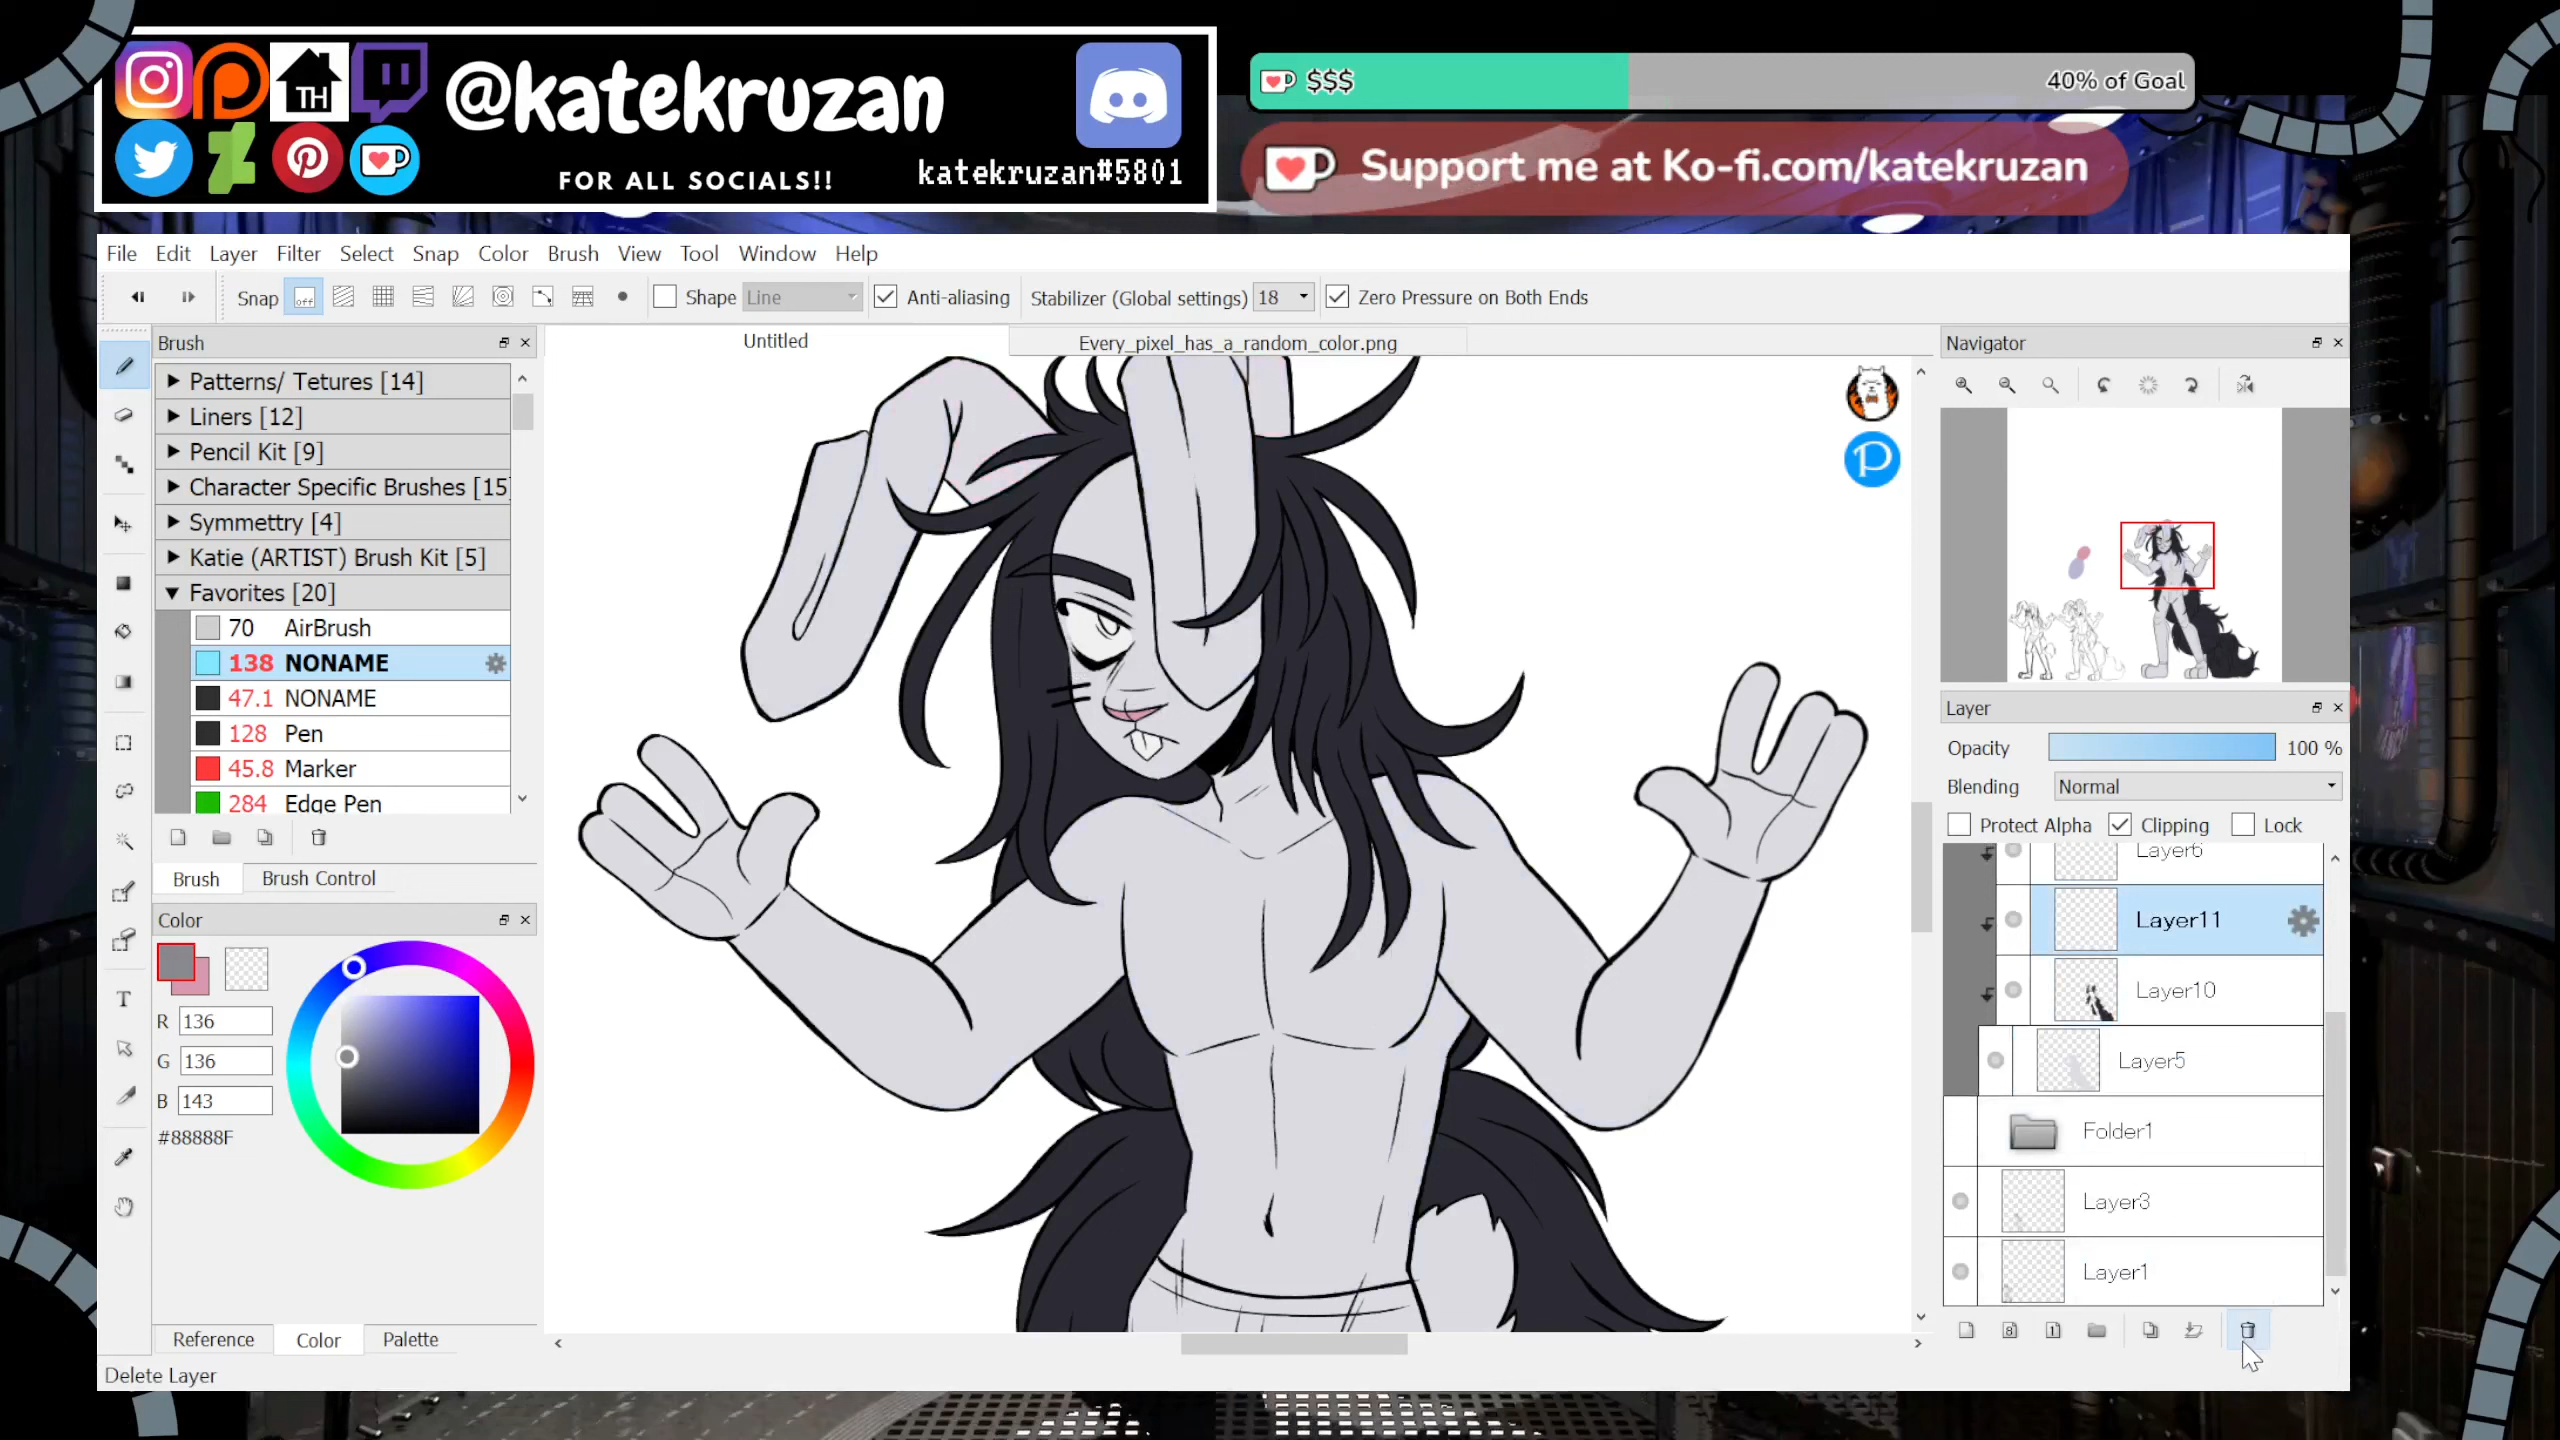 TH
@katekruzan
FOR ALL SOCIALS!!
katekruzan#5801
$$$
40% of Goal
Support me at Ko-fi.com/katekruzan
File Edit Layer Filter Select Snap Color Brush View Tool Window Help
Snap off Shape Line Anti-aliasing Stabilizer (Global settings) 18 Zero Pressure on Both Ends
Brush
Patterns/ Tetures [14]
Liners [12]
Pencil Kit [9]
Character Specific Brushes [15]
Symmettry [4]
Katie (ARTIST) Brush Kit [5]
Favorites [20]
70 AirBrush
138 NONAME
47.1 NONAME
128 Pen
45.8 Marker
284 Edge Pen
Brush Brush Control
Color
R 136
G 136
B 143
#88888F
Reference Color Palette
Delete Layer
Untitled Every_pixel_has_a_random_color.png
P
Navigator
Layer
Opacity 100 %
Blending Normal
Protect Alpha Clipping Lock
Layer6
Layer11
Layer10
Layer5
Folder1
Layer3
Layer1
8 1